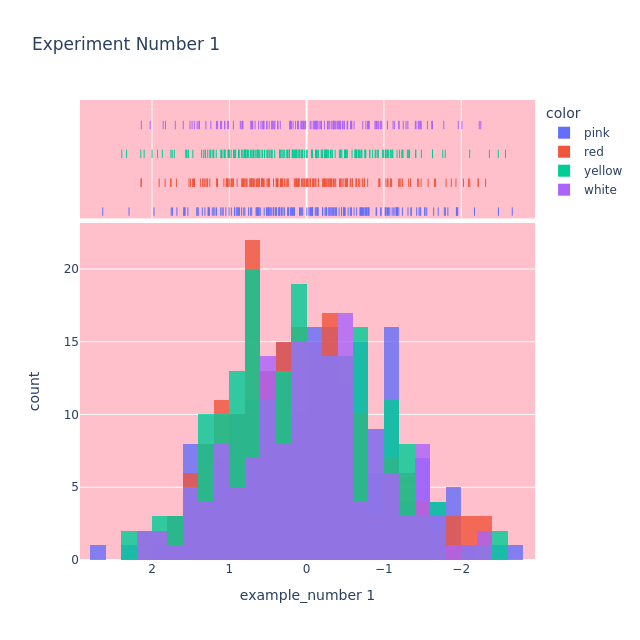 Experiment Number 1
color
pink
red
yellow
white
20
15
10
5
0
count
2 1 0 −1 −2
example_number 1